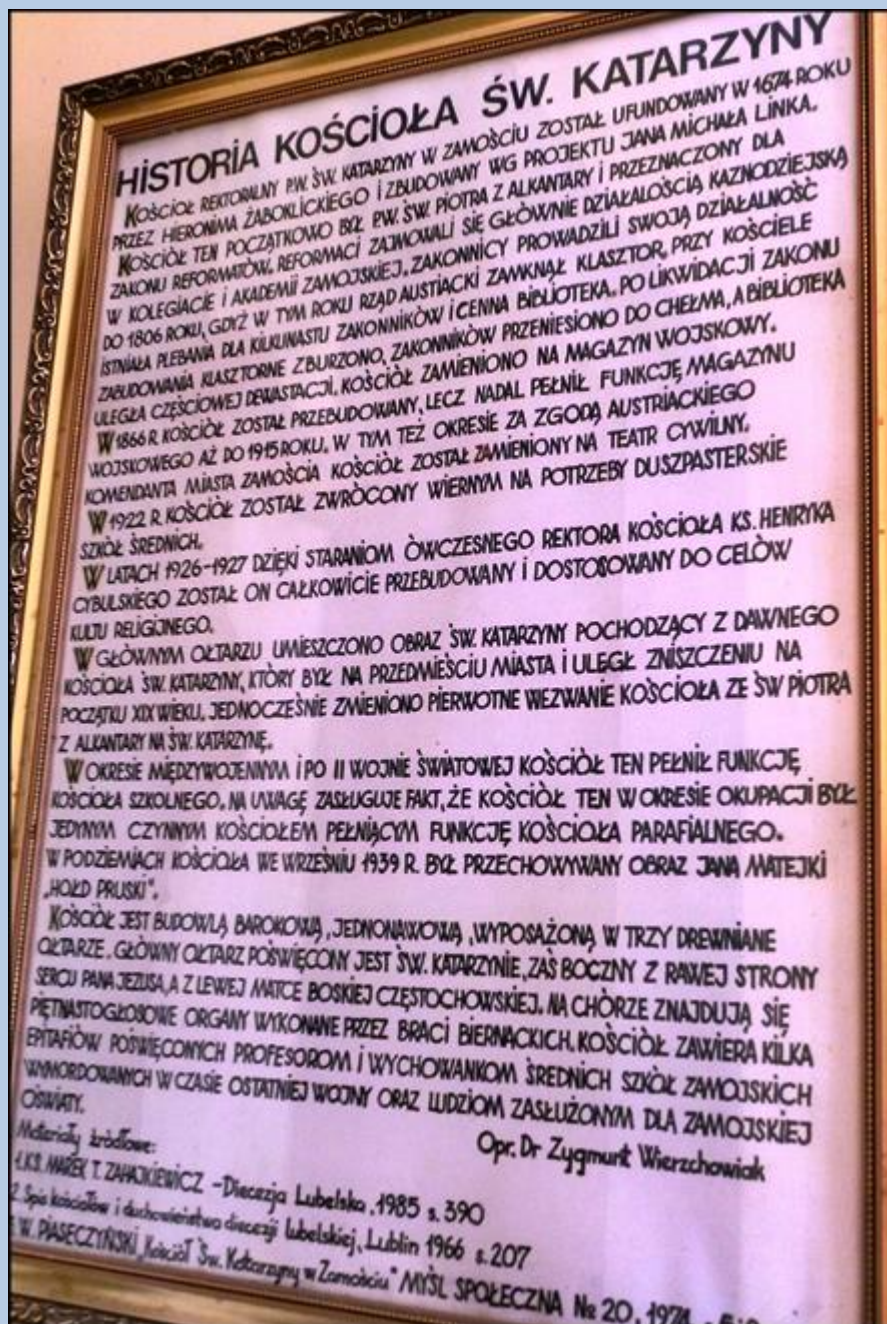 HISTORIA KOŚCIOŁA ŚW. KATARZYNY
KOŚCIÓŁ REKTORALNY P.W. ŚW. KATARZYNY W ZAMOŚCIU ZOSTAŁ UFUNDOWANY W 1674 ROKU
PRZEZ HIERONIMA ŻABOKLICKIEGO I ZBUDOWANY WG PROJEKTU JANA MICHAŁA LINKA.
KOŚCIÓŁ TEN POCZĄTKOWO BYŁ P.W. ŚW. PIOTRA Z ALKANTARY I PRZEZNACZONY DLA
ZAKONU REFORMATÓW. REFORMACI ZAJMOWALI SIĘ GŁÓWNIE DZIAŁALOŚCIĄ KAZNODZIEJSKĄ
W KOLEGIACIE I AKADEMII ZAMOJSKIEJ. ZAKONNICY PROWADZILI SWOJĄ DZIAŁALNOŚĆ
DO 1806 ROKU, GDYŻ W TYM ROKU RZĄD AUSTIACKI ZAMKNĄŁ KLASZTOR. PRZY KOŚCIELE
ISTNIAŁA PLEBANIA DLA KILKUNASTU ZAKONNIKÓW I CENNA BIBLIOTEKA. PO LIKWIDACJI ZAKONU
ZABUDOWANIA KLASZTORNE ZBURZONO, ZAKONNIKÓW PRZENIESIONO DO CHEŁMA, A BIBLIOTEKA
ULEGŁA CZĘŚCIOWEJ DEWASTACJI. KOŚCIÓŁ ZAMIENIONO NA MAGAZYN WOJSKOWY.
W 1866 R. KOŚCIÓŁ ZOSTAŁ PRZEBUDOWANY, LECZ NADAL PEŁNIŁ FUNKCJĘ MAGAZYNU
WOJSKOWEGO AŻ DO 1915 ROKU. W TYM TEŻ OKRESIE ZA ZGODĄ AUSTRIACKIEGO
KOMENDANTA MIASTA ZAMOŚCIA KOŚCIÓŁ ZOSTAŁ ZAMIENIONY NA TEATR CYWILNY.
W 1922 R. KOŚCIÓŁ ZOSTAŁ ZWRÓCONY WIERNYM NA POTRZEBY DUSZPASTERSKIE
SZKÓŁ ŚREDNICH.
W LATACH 1926-1927 DZIĘKI STARANIOM ÓWCZESNEGO REKTORA KOŚCIOŁA KS. HENRYKA
CYBULSKIEGO ZOSTAŁ ON CAŁKOWICIE PRZEBUDOWANY I DOSTOSOWANY DO CELÓW
KULTU RELIGIJNEGO.
W GŁÓWNYM OŁTARZU UMIESZCZONO OBRAZ ŚW. KATARZYNY POCHODZĄCY Z DAWNEGO
KOŚCIOŁA ŚW. KATARZYNY, KTÓRY BYŁ NA PRZEDMIEŚCIU MIASTA I ULEGŁ ZNISZCZENIU NA
POCZĄTKU XIX WIEKU. JEDNOCZEŚNIE ZMIENIONO PIERWOTNE WEZWANIE KOŚCIOŁA ZE ŚW PIOTRA
Z ALKANTARY NA ŚW. KATARZYNĘ.
W OKRESIE MIĘDZYWOJENNYM I PO II WOJNIE ŚWIATOWEJ KOŚCIÓŁ TEN PEŁNIŁ FUNKCJĘ
KOŚCIOŁA SZKOLNEGO. NA UWAGĘ ZASŁUGUJE FAKT, ŻE KOŚCIÓŁ TEN W OKRESIE OKUPACJI BYŁ
JEDYNYM CZYNNYM KOŚCIOŁEM PEŁNIĄCYM FUNKCJĘ KOŚCIOŁA PARAFIALNEGO.
W PODZIEMIACH KOŚCIOŁA WE WRZEŚNIU 1939 R. BYŁ PRZECHOWYWANY OBRAZ JANA MATEJKI
„HOŁD PRUSKI".
KOŚCIÓŁ JEST BUDOWLĄ BAROKOWĄ, JEDNONAWOWĄ, WYPOSAŻONĄ W TRZY DREWNIANE
OŁTARZE. GŁÓWNY OŁTARZ POŚWIĘCONY JEST ŚW. KATARZYNIE, ZAŚ BOCZNY Z RAWEJ STRONY
SERCU PANA JEZUSA, A Z LEWEJ MATCE BOSKIEJ CZĘSTOCHOWSKIEJ. NA CHÓRZE ZNAJDUJĄ SIĘ
PIĘTNASTOGŁOSOWE ORGANY WYKONANE PRZEZ BRACI BIERNACKICH. KOŚCIÓŁ ZAWIERA KILKA
EPITAFIÓW POŚWIĘCONYCH PROFESOROM I WYCHOWANKOM ŚREDNICH SZKÓŁ ZAMOJSKICH
WYMORDOWANYCH W CZASIE OSTATNIEJ WOJNY ORAZ LUDZIOM ZASŁUŻONYM DLA ZAMOJSKIEJ
OŚWIATY.
Opr. Dr Zygmunt Wierzchowiak
Materiały źródłowe:
1. KS. MAREK T. ZAHAJKIEWICZ - Diecezja Lubelska, 1985 s. 390
2. Spis kościołów i duchowieństwa diecezji lubelskiej, Lublin 1966 s. 207
W. PIASECZYŃSKI „Kościół Św. Katarzyny w Zamościu" MYŚL SPOŁECZNA № 20, 1974